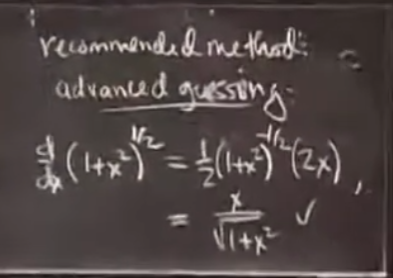 recommended method:
advanced guessing
d/dx (1+x²)^1/2 = 1/2 (1+x²)^-1/2 (2x),
= x/√(1+x²) ✓